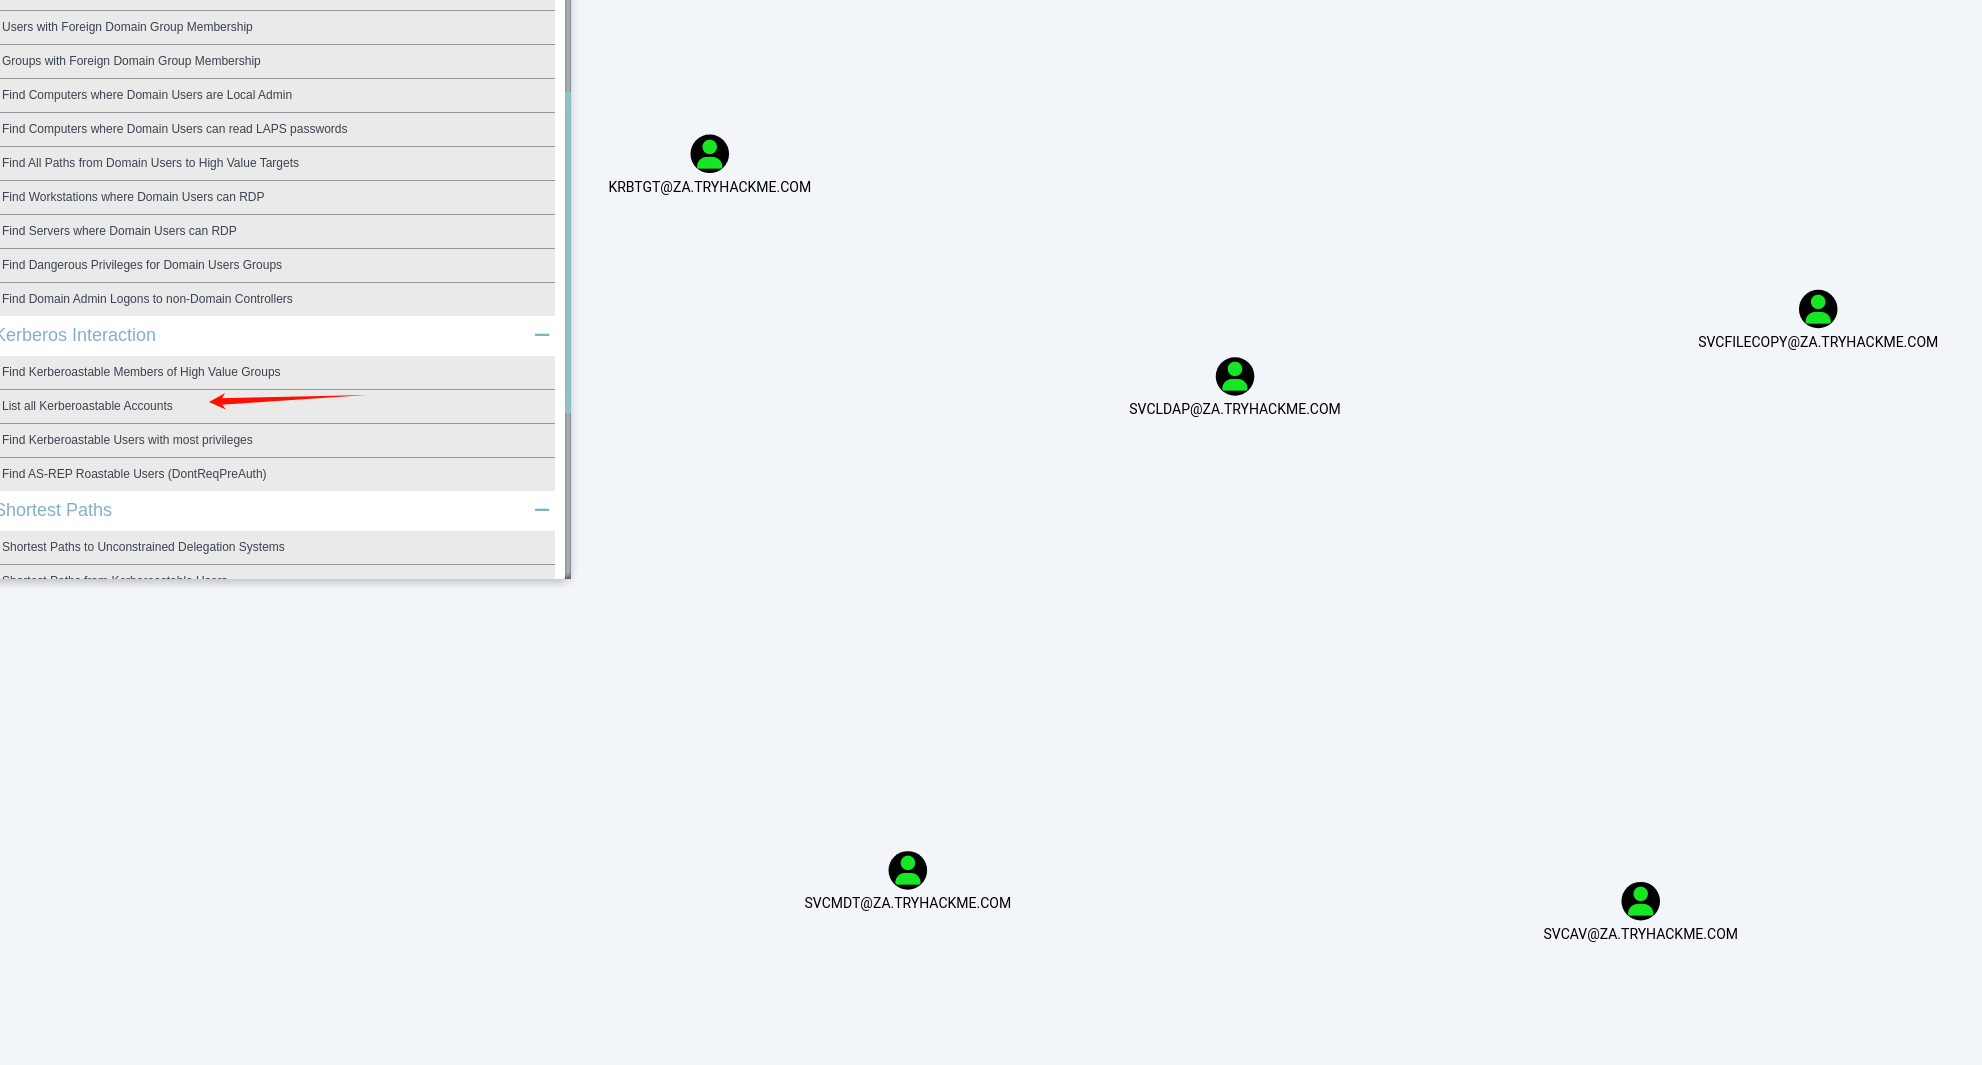 Users with Foreign Domain Group Membership
Groups with Foreign Domain Group Membership
Find Computers where Domain Users are Local Admin
Find Computers where Domain Users can read LAPS passwords
Find All Paths from Domain Users to High Value Targets
Find Workstations where Domain Users can RDP
Find Servers where Domain Users can RDP
Find Dangerous Privileges for Domain Users Groups
Find Domain Admin Logons to non-Domain Controllers
Kerberos Interaction
Find Kerberoastable Members of High Value Groups
List all Kerberoastable Accounts
Find Kerberoastable Users with most privileges
Find AS-REP Roastable Users (DontReqPreAuth)
Shortest Paths
Shortest Paths to Unconstrained Delegation Systems
Shortest Paths from Kerberoastable Users
KRBTGT@ZA.TRYHACKME.COM
SVCFILECOPY@ZA.TRYHACKME.COM
SVCLDAP@ZA.TRYHACKME.COM
SVCMDT@ZA.TRYHACKME.COM
SVCAV@ZA.TRYHACKME.COM